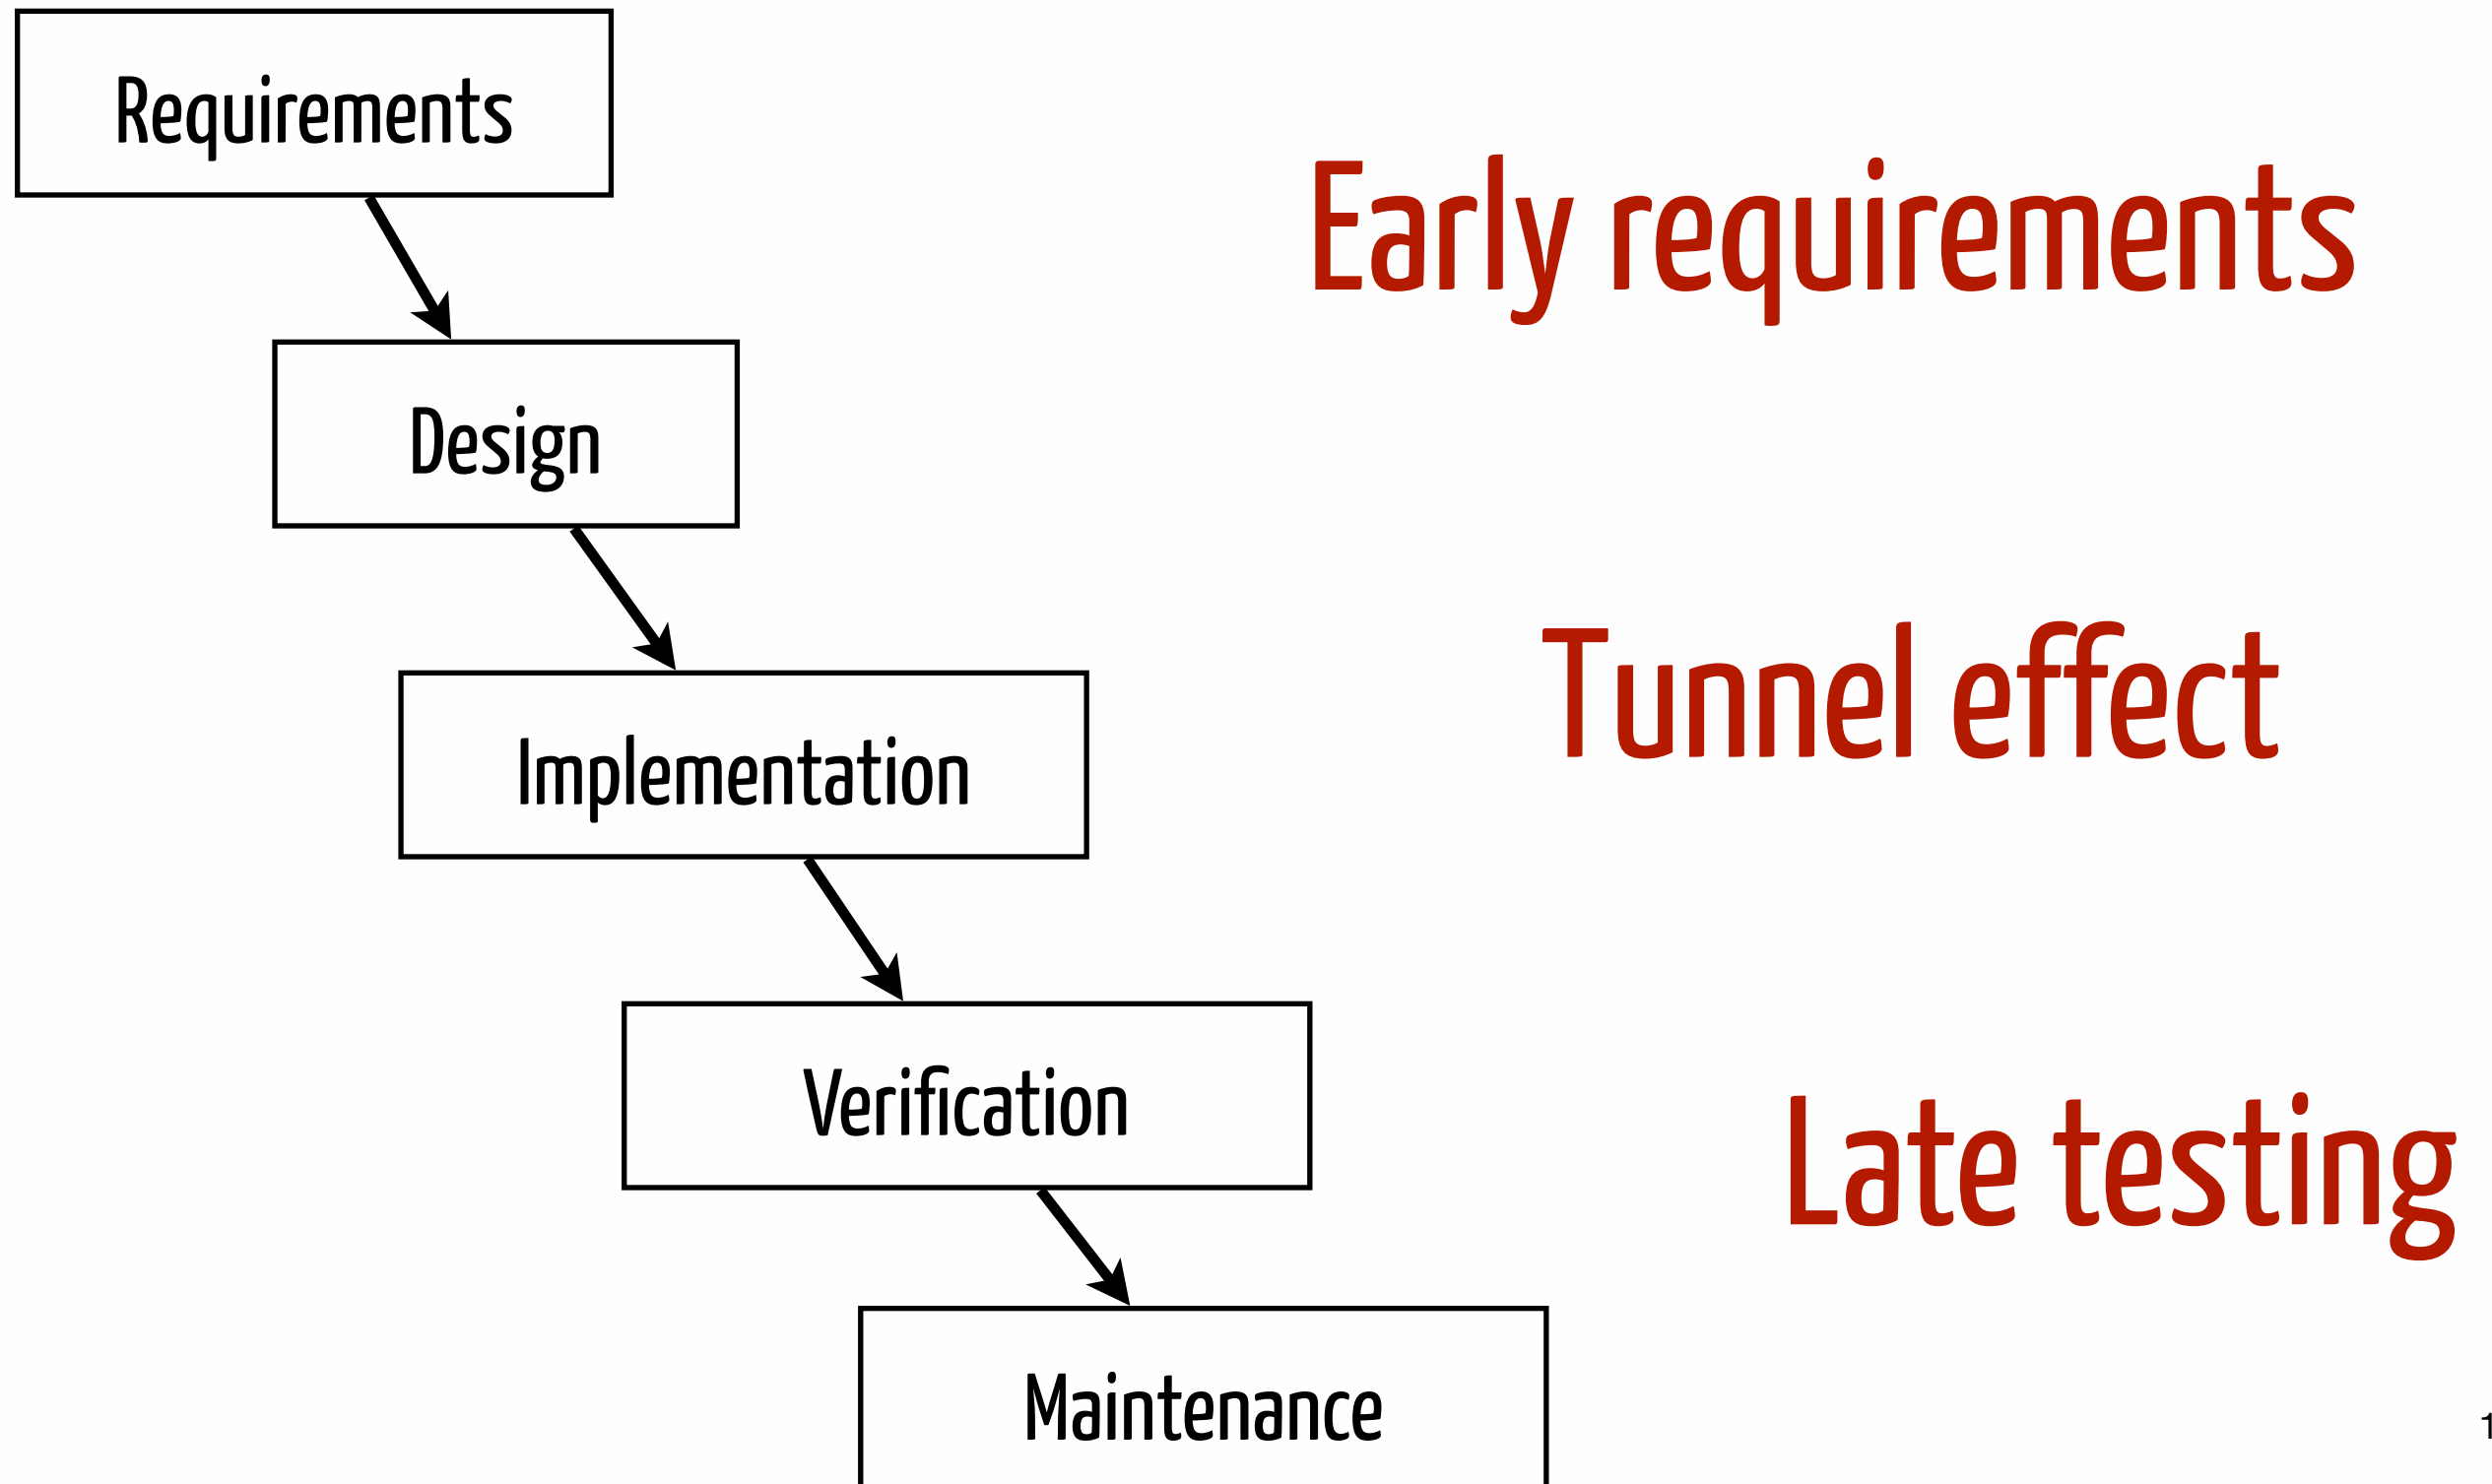 Requirements
Early requirements
Design
Tunnel effect
Implementation
Verification
Late testing
Maintenance